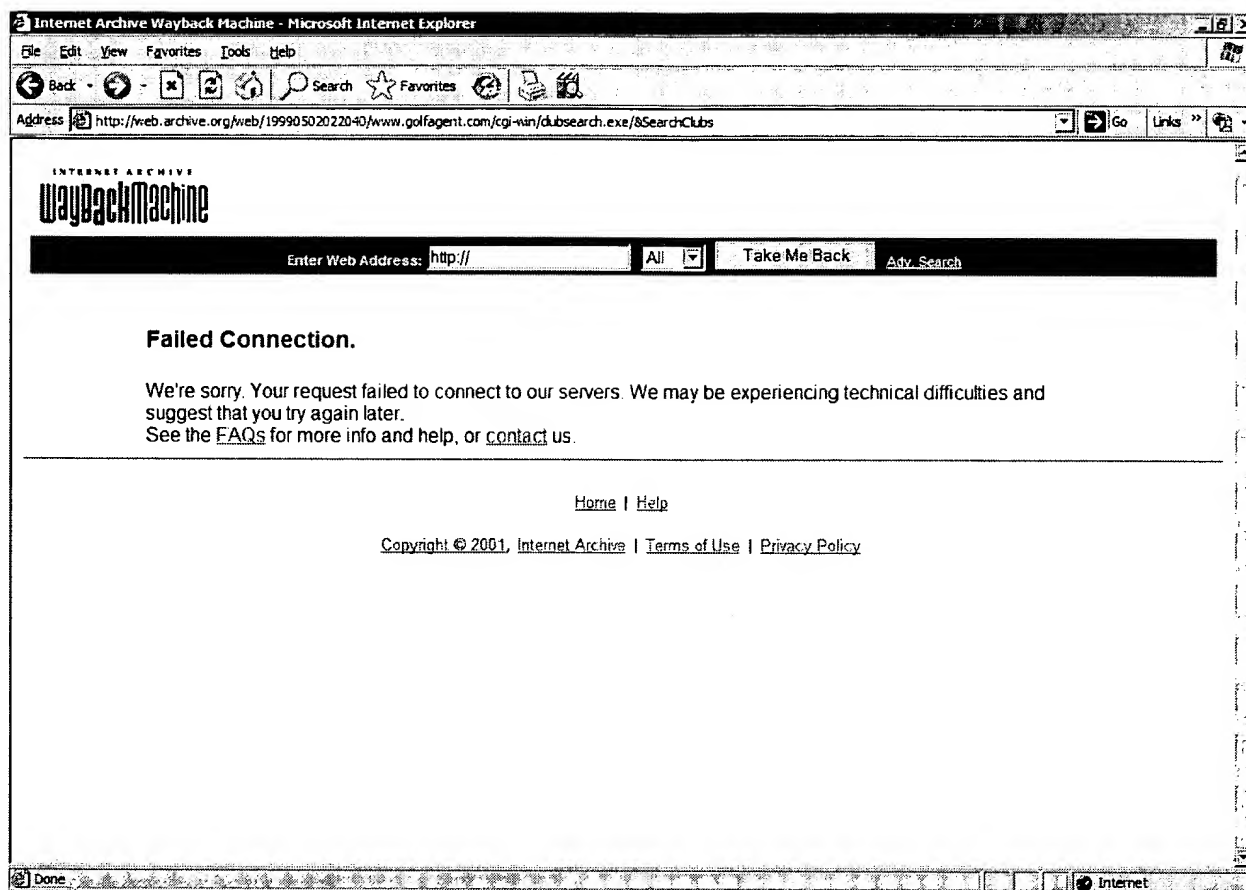 Internet Archive Wayback Machine - Microsoft Internet Explorer
File Edit View Favorites Tools Help
Back Search Favorites
Address http://web.archive.org/web/19990502022040/www.golfagent.com/cgi-win/clubsearch.exe/&SearchClubs Go Links »
INTERNET ARCHIVE
WayBackMachine
Enter Web Address: http:// All Take Me Back Adv. Search
Failed Connection.
We're sorry. Your request failed to connect to our servers. We may be experiencing technical difficulties and
suggest that you try again later.
See the FAQs for more info and help, or contact us.
Home | Help
Copyright © 2001, Internet Archive | Terms of Use | Privacy Policy
Done Internet